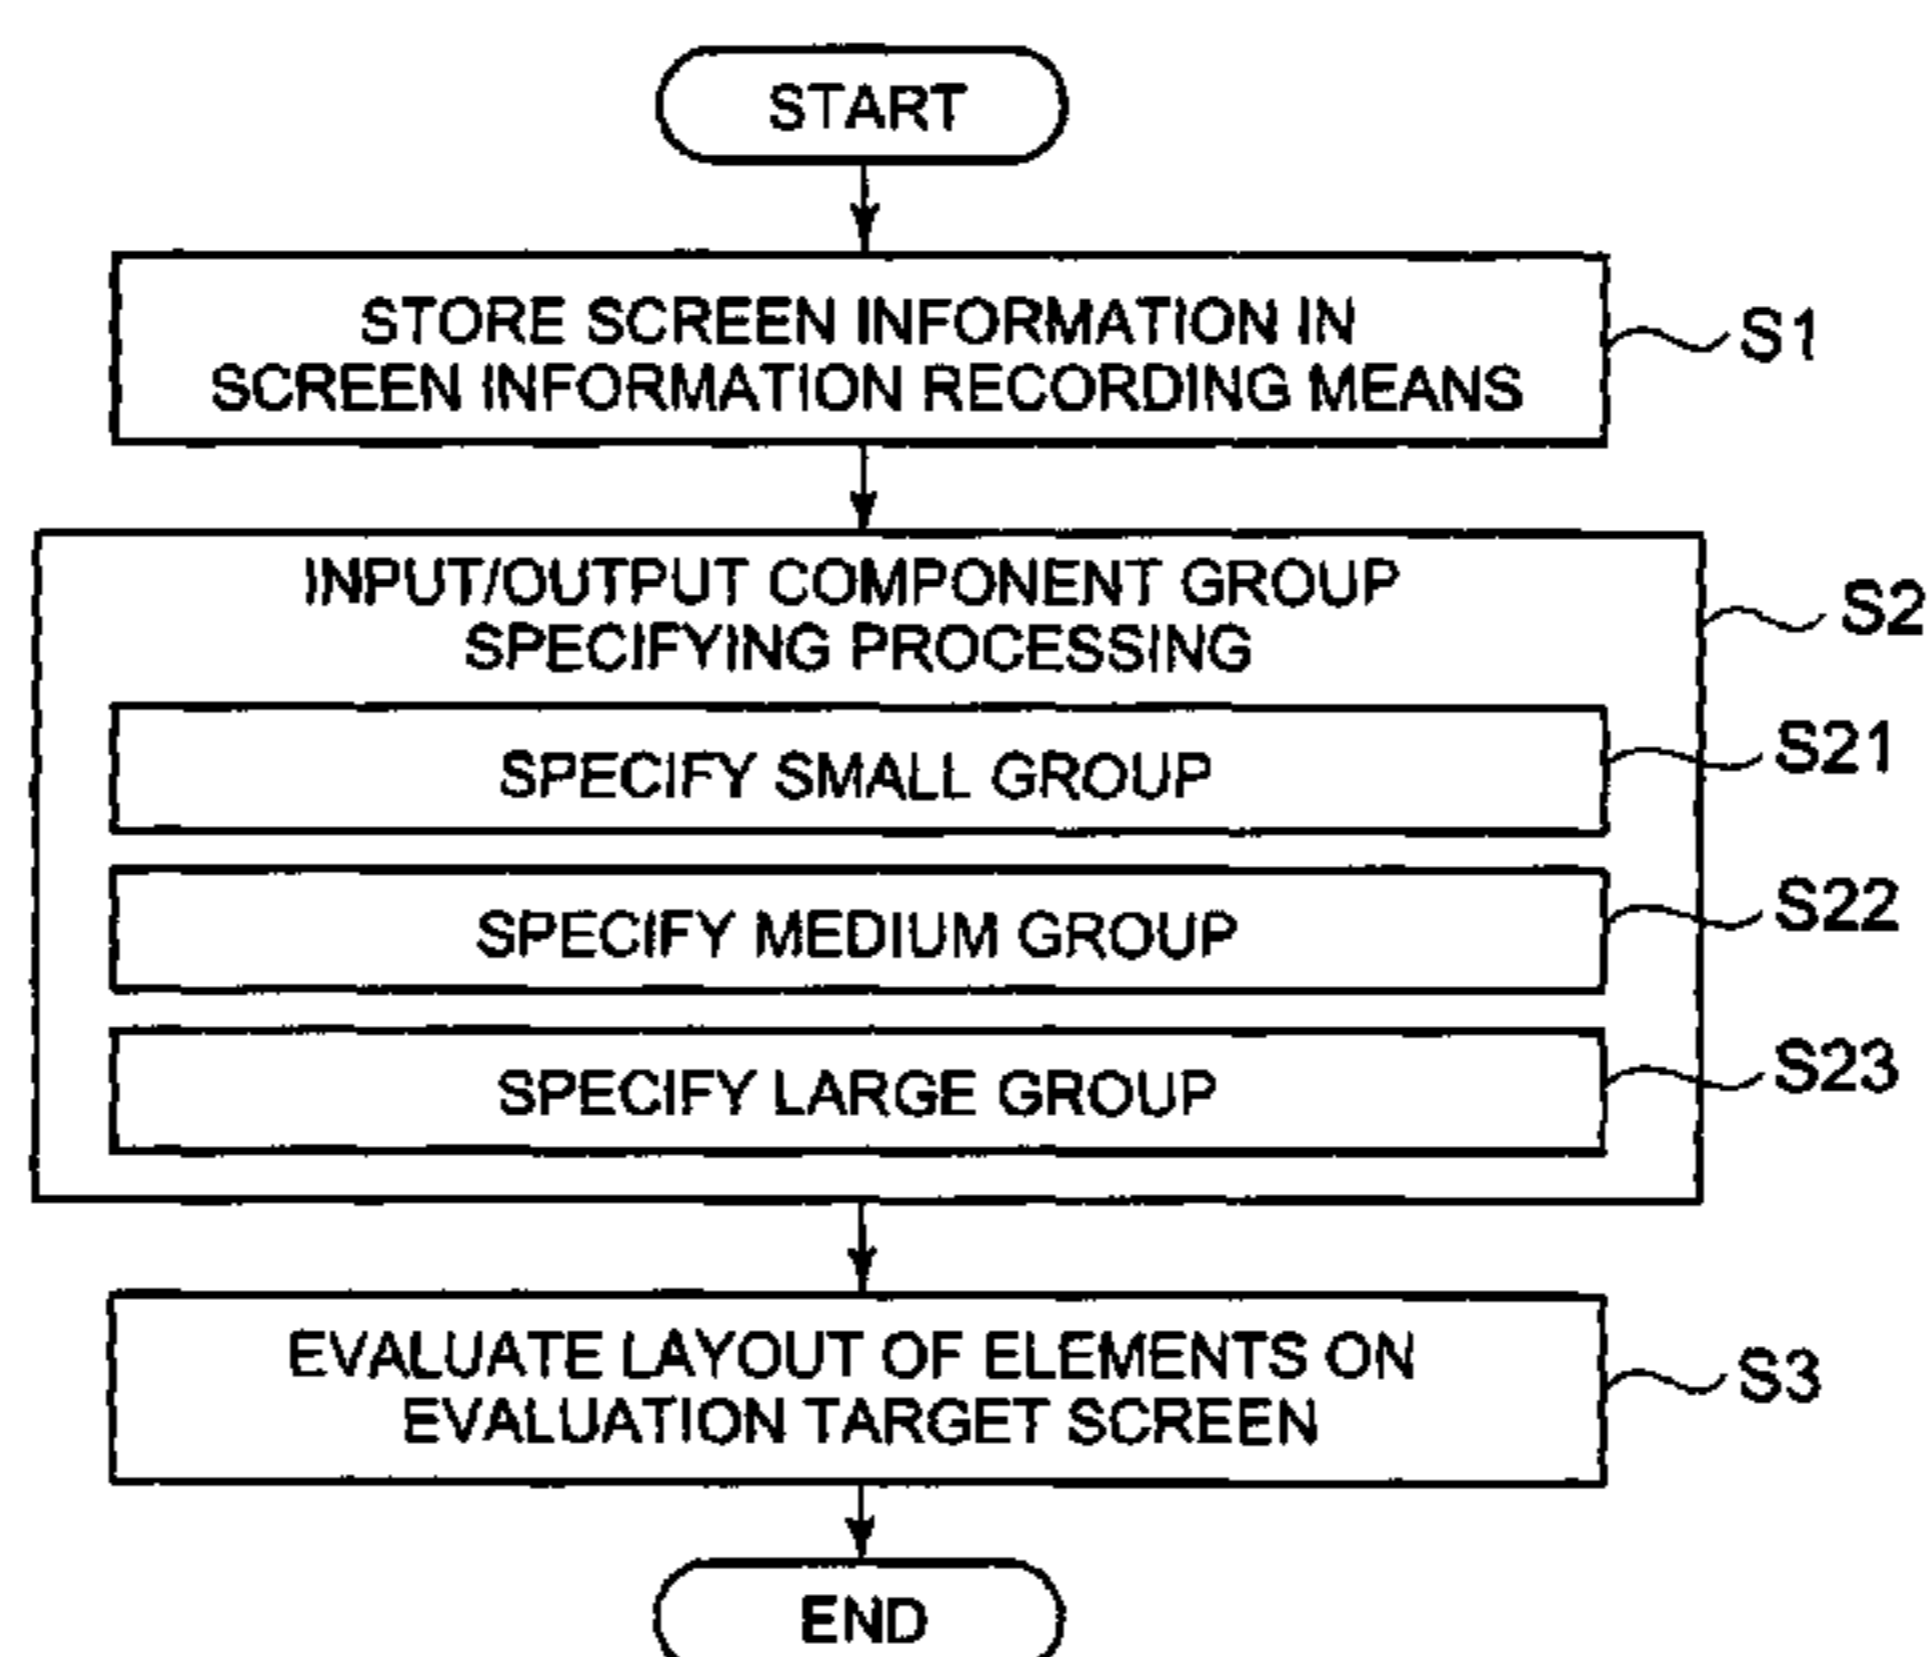 START
STORE SCREEN INFORMATION IN
SCREEN INFORMATION RECORDING MEANS
S1
INPUT/OUTPUT COMPONENT GROUP
SPECIFYING PROCESSING
S2
SPECIFY SMALL GROUP
S21
SPECIFY MEDIUM GROUP
S22
SPECIFY LARGE GROUP
S23
EVALUATE LAYOUT OF ELEMENTS ON
EVALUATION TARGET SCREEN
S3
END